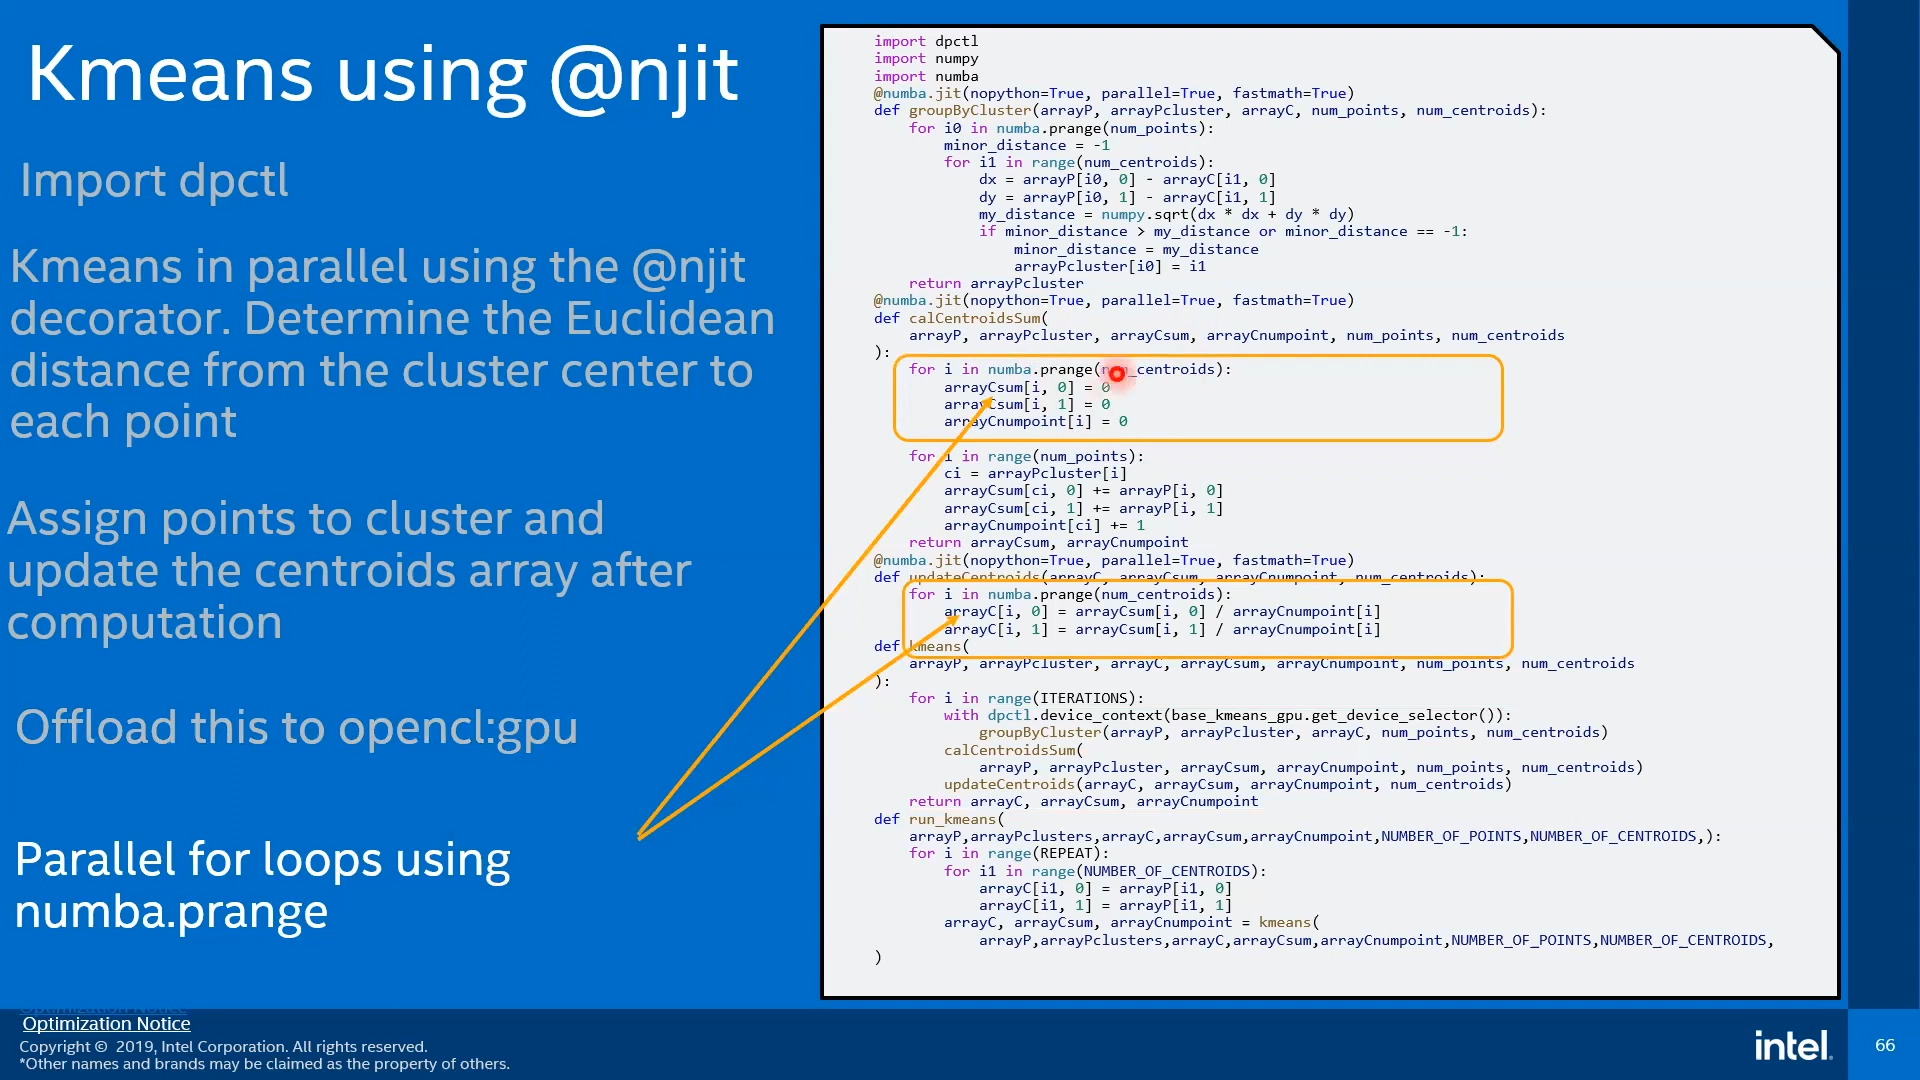 Kmeans using @njit
Import dpctl
Kmeans in parallel using the @njit
decorator. Determine the Euclidean
distance from the cluster center to
each point
Assign points to cluster and
update the centroids array after
computation
Offload this to opencl:gpu
Parallel for loops using
numba.prange
import dpctl
import numpy
import numba
@numba.jit(nopython=True, parallel=True, fastmath=True)
def groupByCluster(arrayP, arrayPcluster, arrayC, num_points, num_centroids):
    for i0 in numba.prange(num_points):
        minor_distance = -1
        for i1 in range(num_centroids):
            dx = arrayP[i0, 0] - arrayC[i1, 0]
            dy = arrayP[i0, 1] - arrayC[i1, 1]
            my_distance = numpy.sqrt(dx * dx + dy * dy)
            if minor_distance > my_distance or minor_distance == -1:
                minor_distance = my_distance
                arrayPcluster[i0] = i1
    return arrayPcluster
@numba.jit(nopython=True, parallel=True, fastmath=True)
def calCentroidsSum(
    arrayP, arrayPcluster, arrayCsum, arrayCnumpoint, num_points, num_centroids
):
    for i in numba.prange(num_centroids):
        arrayCsum[i, 0] = 0
        arrayCsum[i, 1] = 0
        arrayCnumpoint[i] = 0
    for i in range(num_points):
        ci = arrayPcluster[i]
        arrayCsum[ci, 0] += arrayP[i, 0]
        arrayCsum[ci, 1] += arrayP[i, 1]
        arrayCnumpoint[ci] += 1
    return arrayCsum, arrayCnumpoint
@numba.jit(nopython=True, parallel=True, fastmath=True)
def updateCentroids(arrayC, arrayCsum, arrayCnumpoint, num_centroids):
    for i in numba.prange(num_centroids):
        arrayC[i, 0] = arrayCsum[i, 0] / arrayCnumpoint[i]
        arrayC[i, 1] = arrayCsum[i, 1] / arrayCnumpoint[i]
def kmeans(
    arrayP, arrayPcluster, arrayC, arrayCsum, arrayCnumpoint, num_points, num_centroids
):
    for i in range(ITERATIONS):
        with dpctl.device_context(base_kmeans_gpu.get_device_selector()):
            groupByCluster(arrayP, arrayPcluster, arrayC, num_points, num_centroids)
        calCentroidsSum(
            arrayP, arrayPcluster, arrayCsum, arrayCnumpoint, num_points, num_centroids)
        updateCentroids(arrayC, arrayCsum, arrayCnumpoint, num_centroids)
    return arrayC, arrayCsum, arrayCnumpoint
def run_kmeans(
    arrayP,arrayPclusters,arrayC,arrayCsum,arrayCnumpoint,NUMBER_OF_POINTS,NUMBER_OF_CENTROIDS,):
    for i in range(REPEAT):
        for i1 in range(NUMBER_OF_CENTROIDS):
            arrayC[i1, 0] = arrayP[i1, 0]
            arrayC[i1, 1] = arrayP[i1, 1]
        arrayC, arrayCsum, arrayCnumpoint = kmeans(
            arrayP,arrayPclusters,arrayC,arrayCsum,arrayCnumpoint,NUMBER_OF_POINTS,NUMBER_OF_CENTROIDS,
)
Optimization Notice
Optimization Notice
Copyright © 2019, Intel Corporation. All rights reserved.
*Other names and brands may be claimed as the property of others.
intel.
66